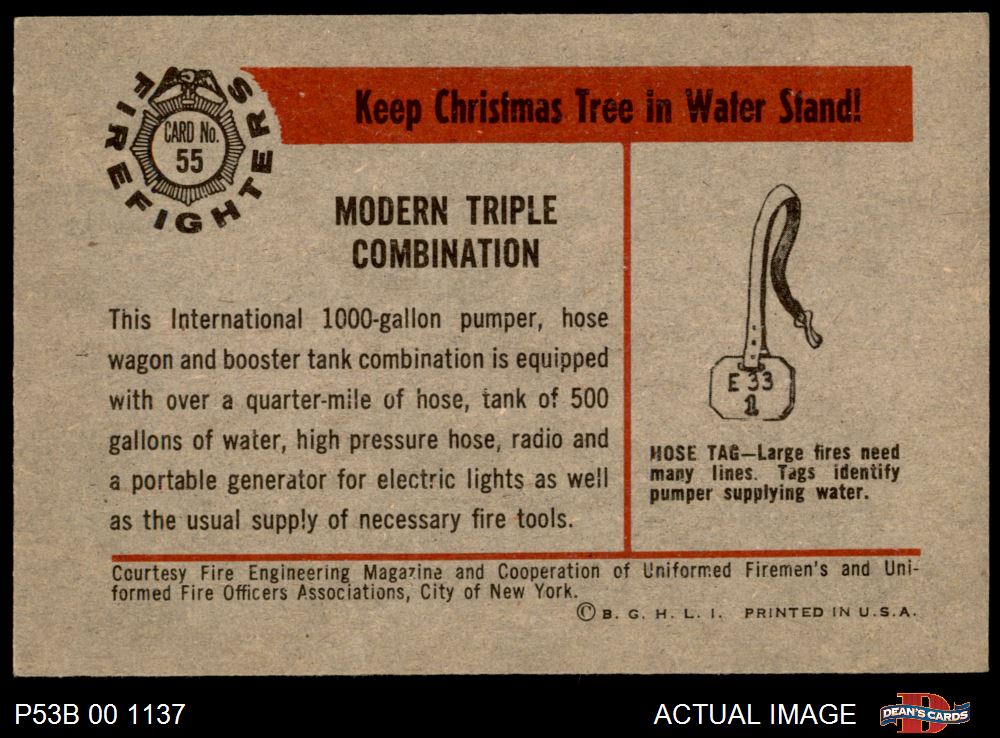 FIREFIGHTERS
CARD No.
55
Keep Christmas Tree in Water Stand!
MODERN TRIPLE
COMBINATION
This International 1000-gallon pumper, hose
wagon and booster tank combination is equipped
with over a quarter-mile of hose, tank of 500
gallons of water, high pressure hose, radio and
a portable generator for electric lights as well
as the usual supply of necessary fire tools.
E 33
1
HOSE TAG—Large fires need
many lines. Tags identify
pumper supplying water.
Courtesy Fire Engineering Magazine and Cooperation of Uniformed Firemen's and Uni-
formed Fire Officers Associations, City of New York.
© B. G. H. L. I. PRINTED IN U.S.A.
P53B 00 1137
ACTUAL IMAGE
D
DEAN'S CARDS